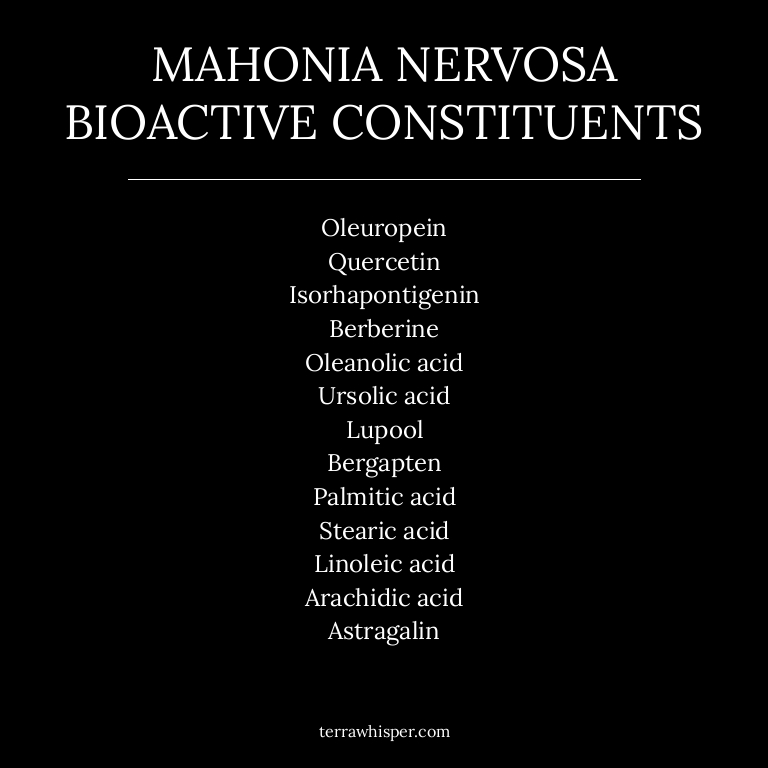 MAHONIA NERVOSA
BIOACTIVE CONSTITUENTS
Oleuropein
Quercetin
Isorhapontigenin
Berberine
Oleanolic acid
Ursolic acid
Lupool
Bergapten
Palmitic acid
Stearic acid
Linoleic acid
Arachidic acid
Astragalin
terrawhisper.com